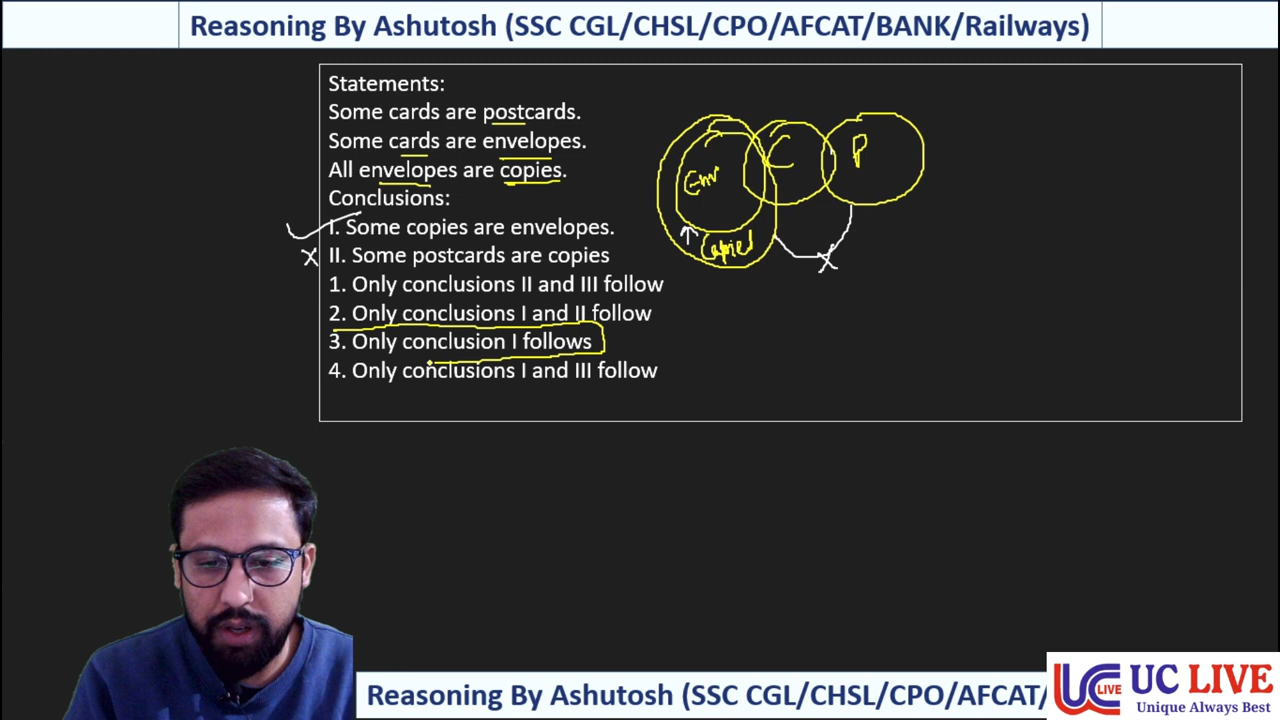 Reasoning By Ashutosh (SSC CGL/CHSL/CPO/AFCAT/BANK/Railways)
Statements:
Some cards are postcards.
Some cards are envelopes.
All envelopes are copies.
Conclusions:
I. Some copies are envelopes.
II. Some postcards are copies
1. Only conclusions II and III follow
2. Only conclusions I and II follow
3. Only conclusion I follows
4. Only conclusions I and III follow
Env C P
Reasoning By Ashutosh (SSC CGL/CHSL/CPO/AFCAT/
UC LIVE
LIVE
Unique Always Best